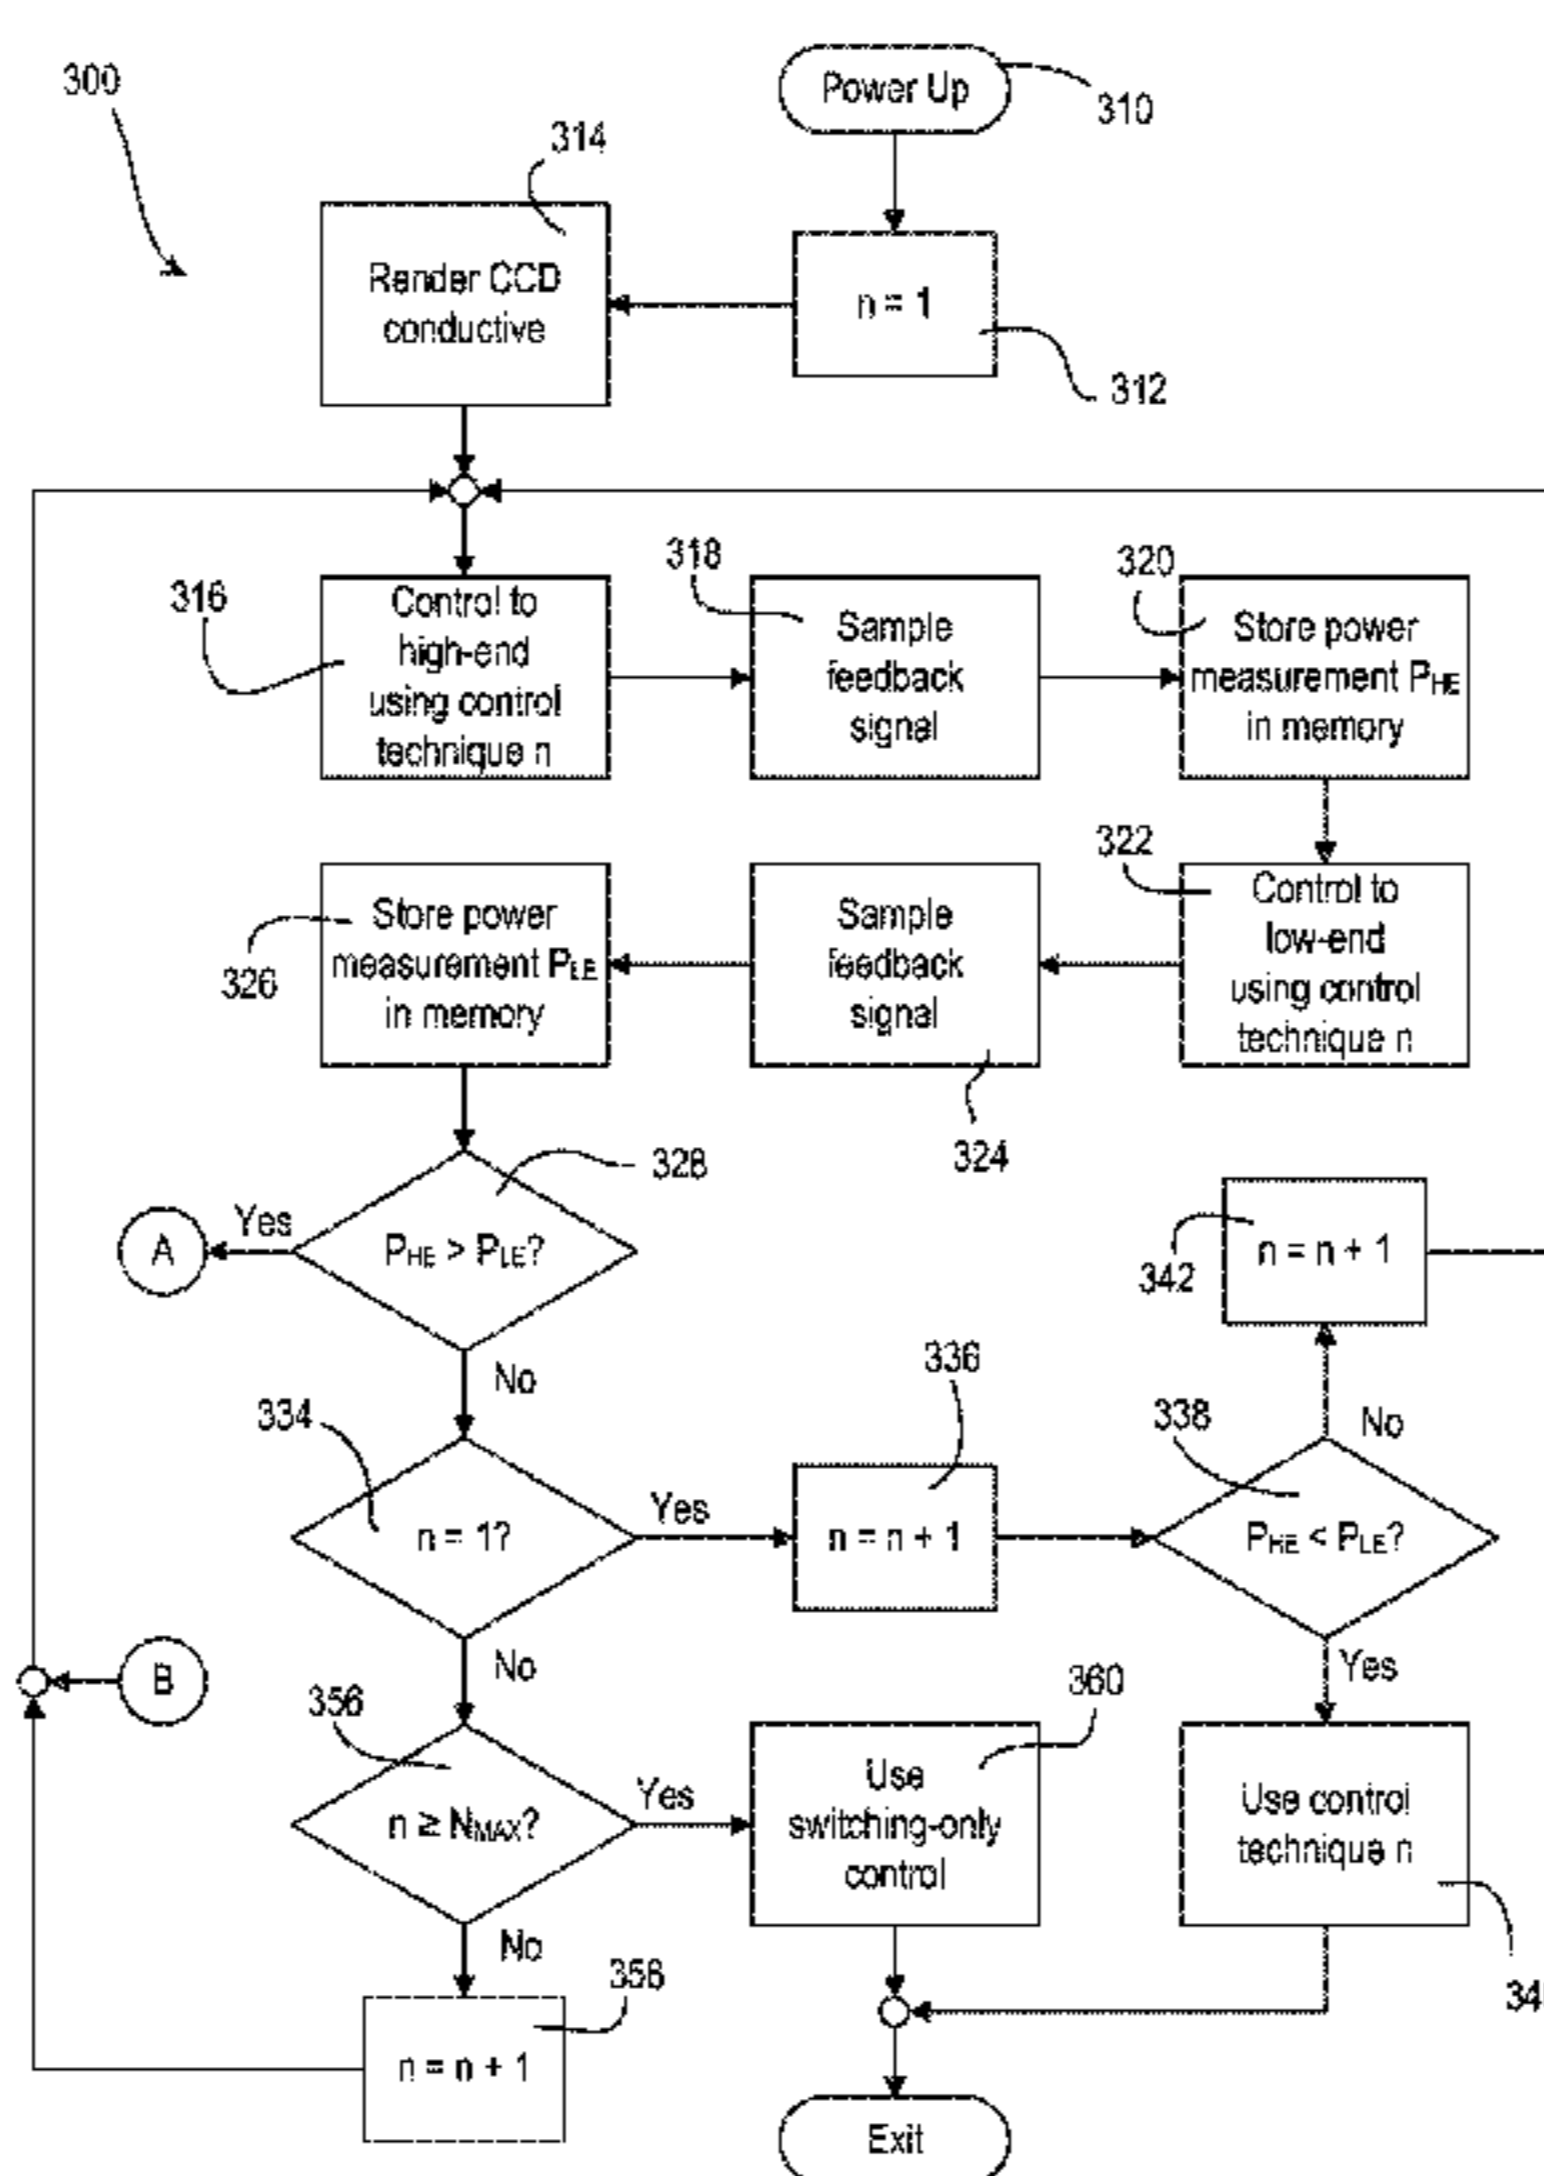 300
Power Up
310
314
Render CCD
conductive
n = 1
312
316
Control to
high-end
using control
technique n
318
Sample
feedback
signal
320
Store power
measurement PHE
in memory
322
Control to
low-end
using control
technique n
Sample
feedback
signal
324
Store power
measurement PLE
in memory
326
328
PHE > PLE?
Yes
A
No
342
n = n + 1
334
n = 1?
Yes
336
n = n + 1
338
No
PHE < PLE?
No
Yes
B
356
n ≥ NMAX?
Yes
360
Use
switching-only
control
Use control
technique n
No
358
n = n + 1
Exit